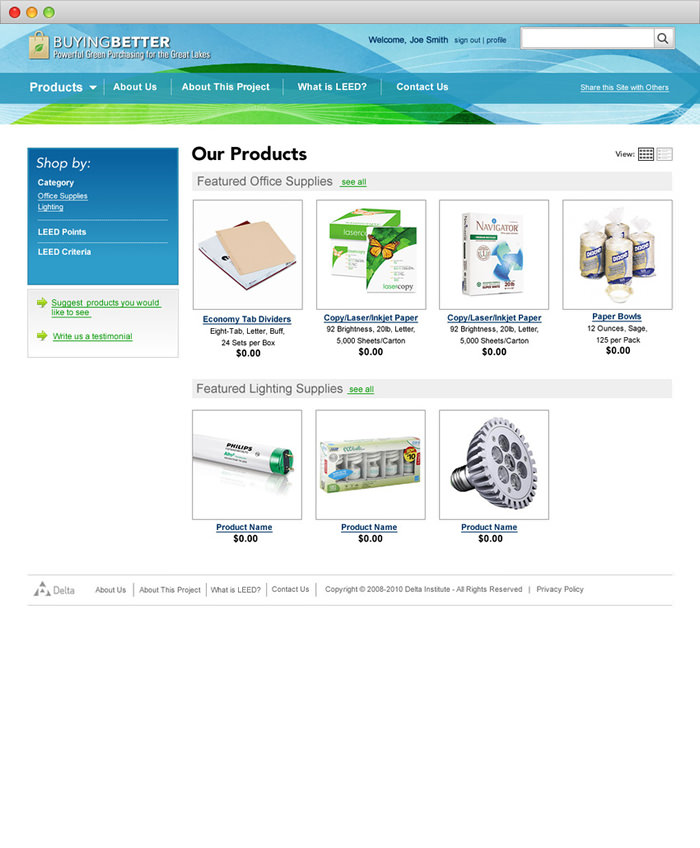 BUYINGBETTER
Powerful Green Purchasing for the Great Lakes
Welcome, Joe Smith sign out | profile
Products About Us About This Project What is LEED? Contact Us Share this Site with Others
Shop by:
Category
Office Supplies
Lighting
LEED Points
LEED Criteria
Suggest products you would
like to see
Write us a testimonial
Our Products
View:
Featured Office Supplies see all
lasercopy
lasercopy
NAVIGATOR
Economy Tab Dividers
Eight-Tab, Letter, Buff,
24 Sets per Box
$0.00
Copy/Laser/Inkjet Paper
92 Brightness, 20lb, Letter,
5,000 Sheets/Carton
$0.00
Copy/Laser/Inkjet Paper
92 Brightness, 20lb, Letter,
5,000 Sheets/Carton
$0.00
Paper Bowls
12 Ounces, Sage,
125 per Pack
$0.00
Featured Lighting Supplies see all
PHILIPS
Alto
$10
Product Name
$0.00
Product Name
$0.00
Product Name
$0.00
Delta About Us | About This Project | What is LEED? | Contact Us | Copyright © 2008-2010 Delta Institute - All Rights Reserved | Privacy Policy